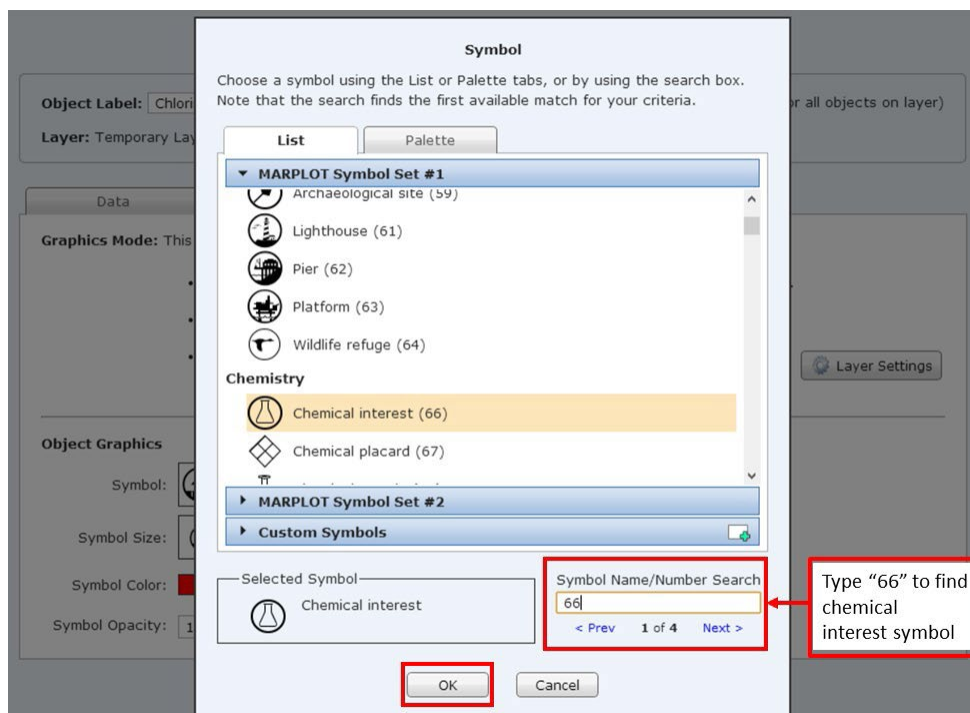 Symbol
Choose a symbol using the List or Palette tabs, or by using the search box.
Note that the search finds the first available match for your criteria.
Object Label: Chlori
or all objects on layer)
Layer: Temporary Lay
List
Palette
MARPLOT Symbol Set #1
Archaeological site (59)
Lighthouse (61)
Pier (62)
Platform (63)
Wildlife refuge (64)
Chemistry
Chemical interest (66)
Chemical placard (67)
MARPLOT Symbol Set #2
Custom Symbols
Data
Graphics Mode: This
Layer Settings
Object Graphics
Symbol:
Symbol Size:
Symbol Color:
Symbol Opacity: 1
Selected Symbol
Chemical interest
Symbol Name/Number Search
66
< Prev 1 of 4 Next >
Type “66” to find
chemical
interest symbol
OK
Cancel